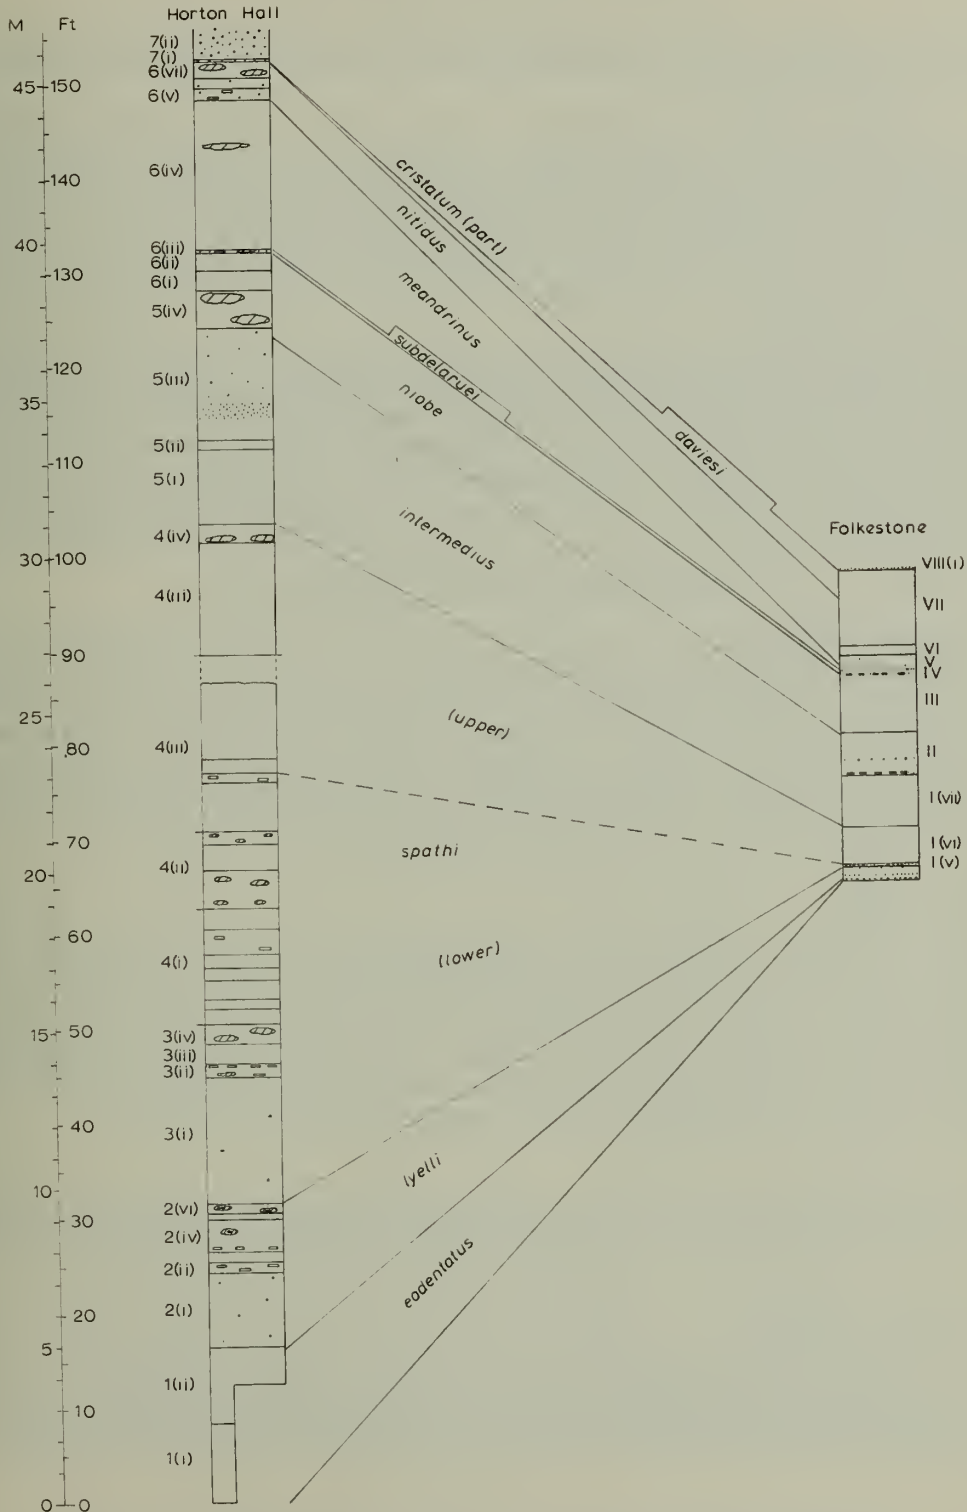 Horton Hall
M Ft
7(ii)
7(i)
6(vii)
45 150
6(v)
6(iv)
140
40
6(iii)
6(ii)
130
6(i)
5(iv)
120
5(iii)
35
5(ii)
110
5(i)
4(iv)
30 100
4(iii)
90
25
80
4(iii)
70
4(ii)
20
60
4(i)
15 50
3(iv)
3(iii)
3(ii)
40
3(i)
10
2(vi)
30
2(iv)
2(ii)
20
2(i)
5
1(ii)
10
1(i)
0 0
cristatum (part)
nitidus
meandrinus
subdelaruei
niobe
daviesi
intermedius
(upper)
spathi
(lower)
lyelli
eodentatus
Folkestone
VIII(i)
VII
VI
V
IV
III
II
I(vii)
I(vi)
I(v)